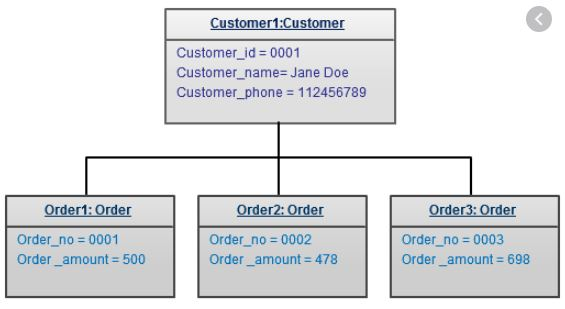 Customer1:Customer
Customer_id = 0001
Customer_name= Jane Doe
Customer_phone = 112456789
Order1: Order
Order_no = 0001
Order _amount = 500
Order2: Order
Order_no = 0002
Order _amount = 478
Order3: Order
Order_no = 0003
Order _amount = 698